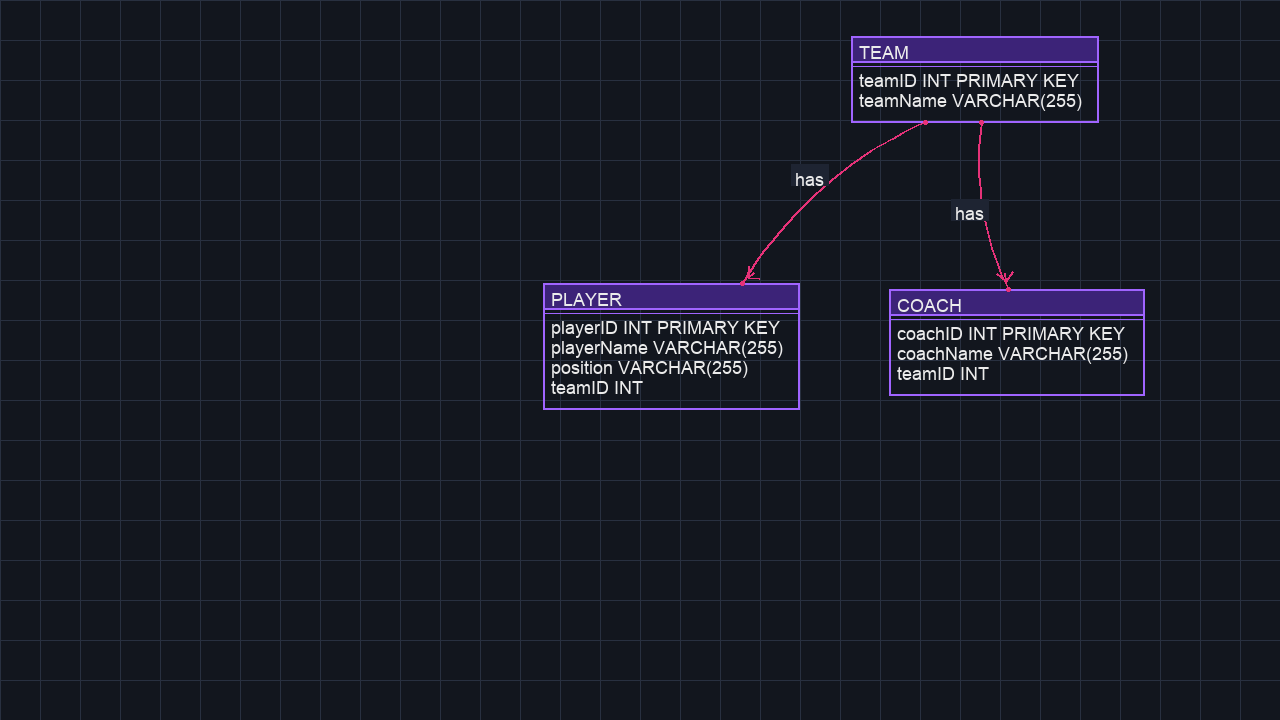 TEAM
teamID INT PRIMARY KEY
teamName VARCHAR(255)
has
has
PLAYER
playerID INT PRIMARY KEY
playerName VARCHAR(255)
position VARCHAR(255)
teamID INT
COACH
coachID INT PRIMARY KEY
coachName VARCHAR(255)
teamID INT